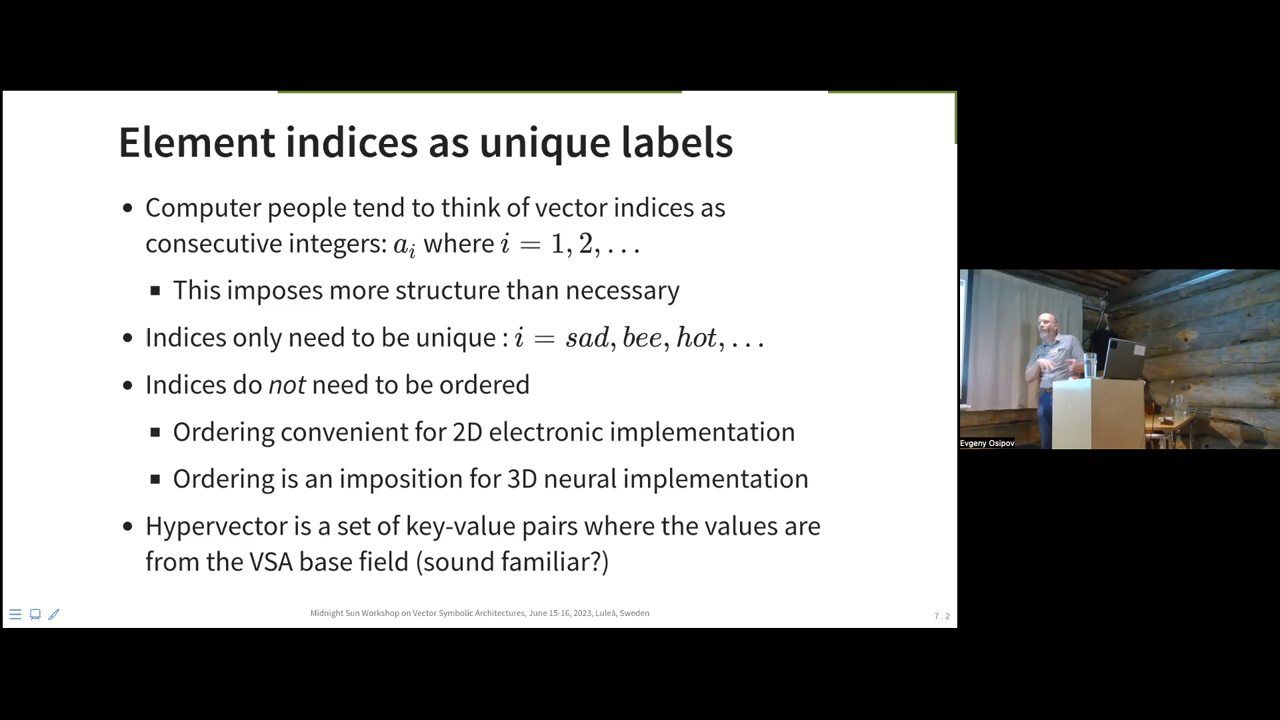 Element indices as unique labels
• Computer people tend to think of vector indices as
consecutive integers: aᵢ where i = 1, 2, …
▪ This imposes more structure than necessary
• Indices only need to be unique : i = sad, bee, hot, …
• Indices do not need to be ordered
▪ Ordering convenient for 2D electronic implementation
▪ Ordering is an imposition for 3D neural implementation
• Hypervector is a set of key-value pairs where the values are
from the VSA base field (sound familiar?)
Midnight Sun Workshop on Vector Symbolic Architectures, June 15-16, 2023, Luleå, Sweden
7 . 2
Evgeny Osipov